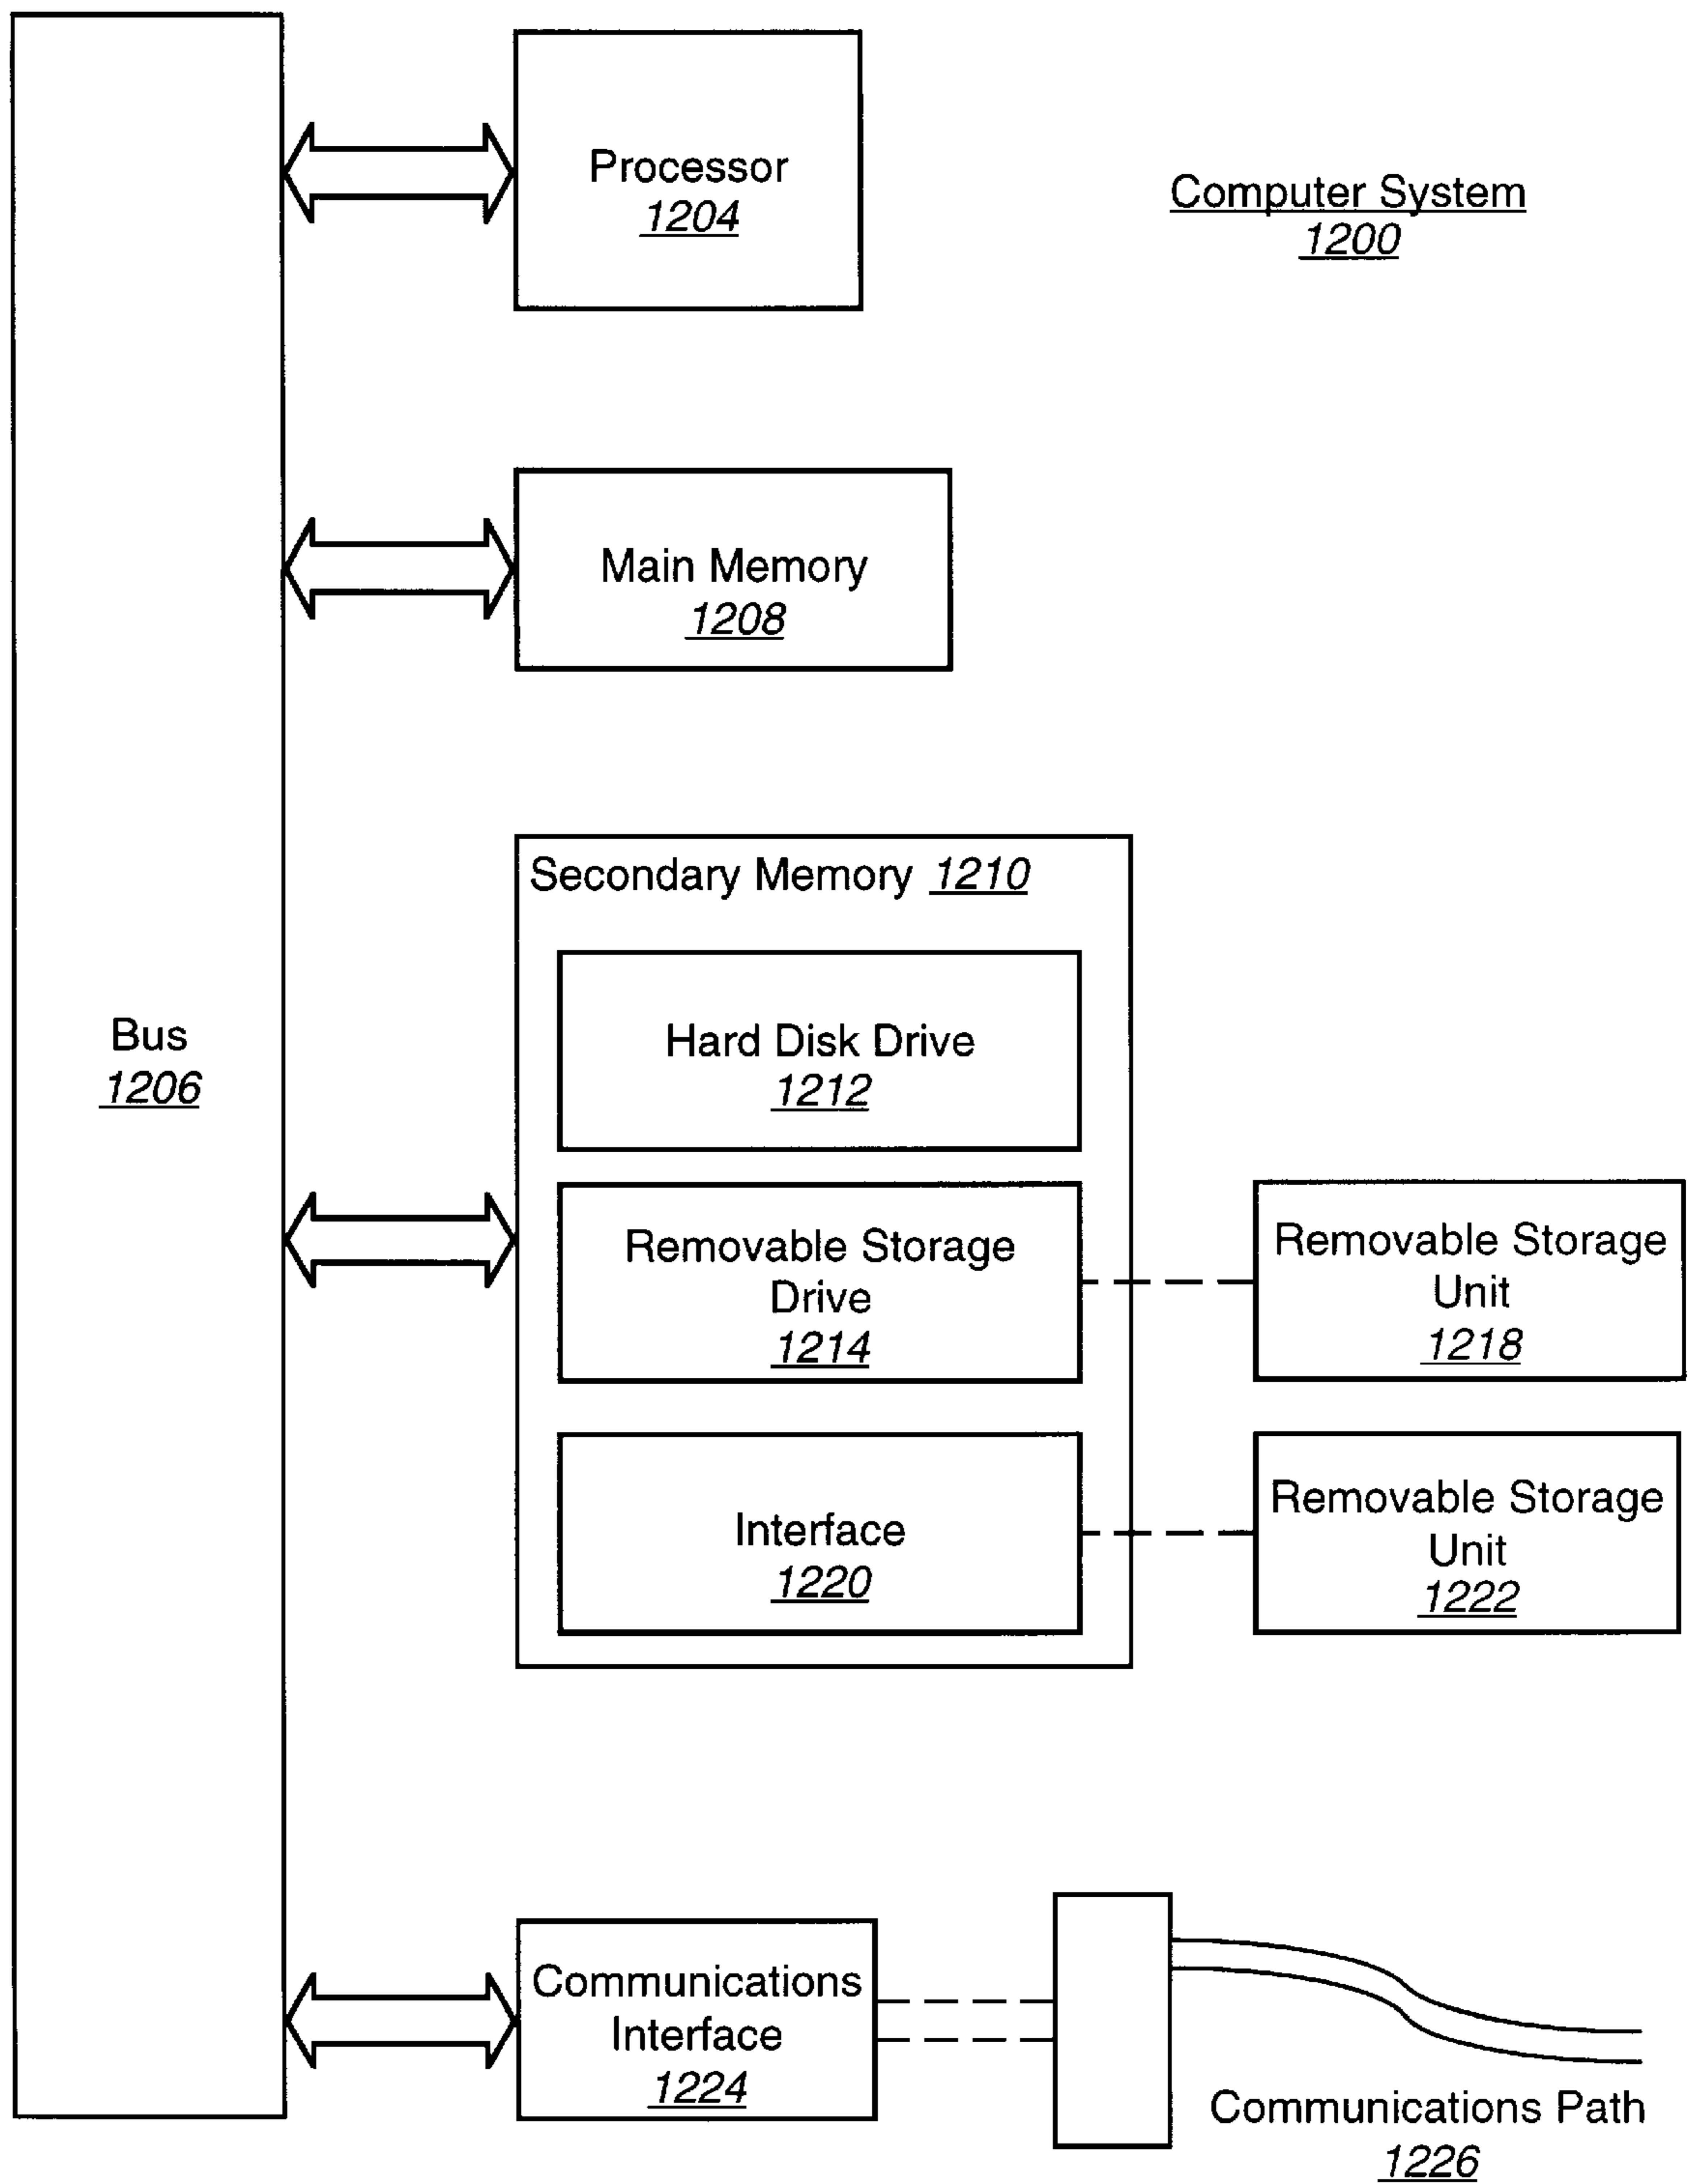 Processor
1204
Computer System
1200
Main Memory
1208
Secondary Memory 1210
Hard Disk Drive
1212
Bus
1206
Removable Storage
Drive
1214
Removable Storage
Unit
1218
Interface
1220
Removable Storage
Unit
1222
Communications
Interface
1224
Communications Path
1226